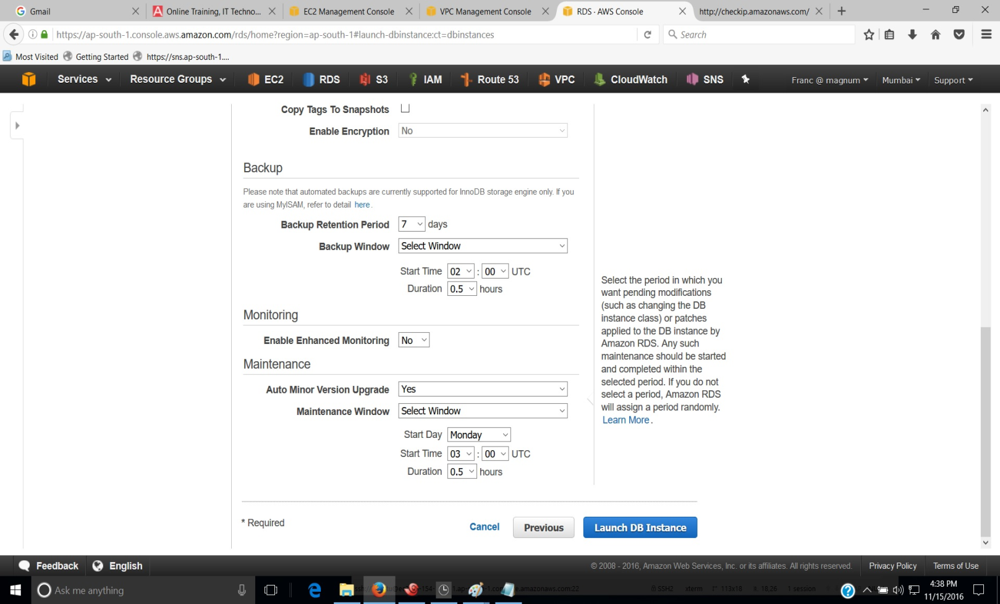 Gmail
Online Training, IT Techno...
EC2 Management Console
VPC Management Console
RDS · AWS Console
http://checkip.amazonaws.com/
https://ap-south-1.console.aws.amazon.com/rds/home?region=ap-south-1#launch-dbinstance:ct=dbinstances
Search
Most Visited
Getting Started
https://sns.ap-south-1....
Services
Resource Groups
EC2
RDS
S3
IAM
Route 53
VPC
CloudWatch
SNS
Franc @ magnum
Mumbai
Support
Copy Tags To Snapshots
Enable Encryption No
Backup
Please note that automated backups are currently supported for InnoDB storage engine only. If you
are using MyISAM, refer to detail here.
Backup Retention Period 7 days
Backup Window Select Window
Start Time 02 : 00 UTC
Duration 0.5 hours
Monitoring
Enable Enhanced Monitoring No
Maintenance
Auto Minor Version Upgrade Yes
Maintenance Window Select Window
Start Day Monday
Start Time 03 : 00 UTC
Duration 0.5 hours
Select the period in which you
want pending modifications
(such as changing the DB
instance class) or patches
applied to the DB instance by
Amazon RDS. Any such
maintenance should be started
and completed within the
selected period. If you do not
select a period, Amazon RDS
will assign a period randomly.
Learn More.
* Required
Cancel
Previous
Launch DB Instance
Feedback
English
© 2008 - 2016, Amazon Web Services, Inc. or its affiliates. All rights reserved.
Privacy Policy
Terms of Use
Ask me anything
SSH2
xterm
113x18
18,26
1 session
4:38 PM
11/15/2016